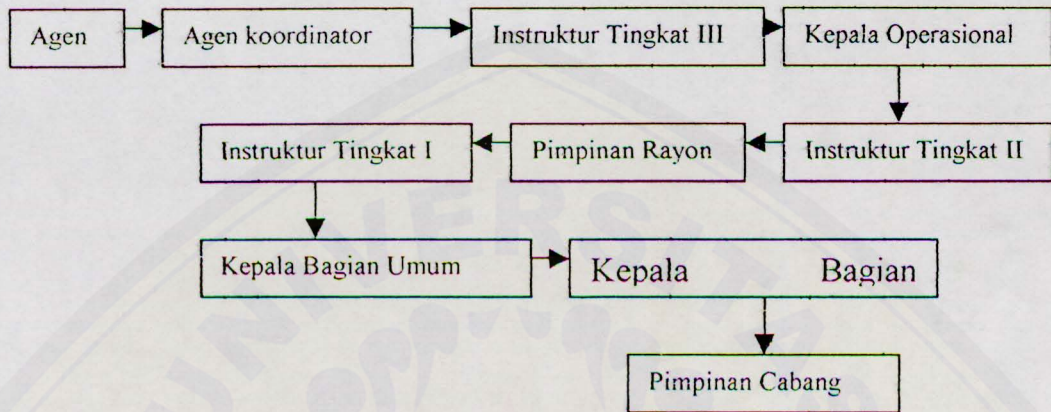 Agen
Agen koordinator
Instruktur Tingkat III
Kepala Operasional
Instruktur Tingkat I
Pimpinan Rayon
Instruktur Tingkat II
Kepala Bagian Umum
Kepala Bagian
Pimpinan Cabang
UNIVERSITAS